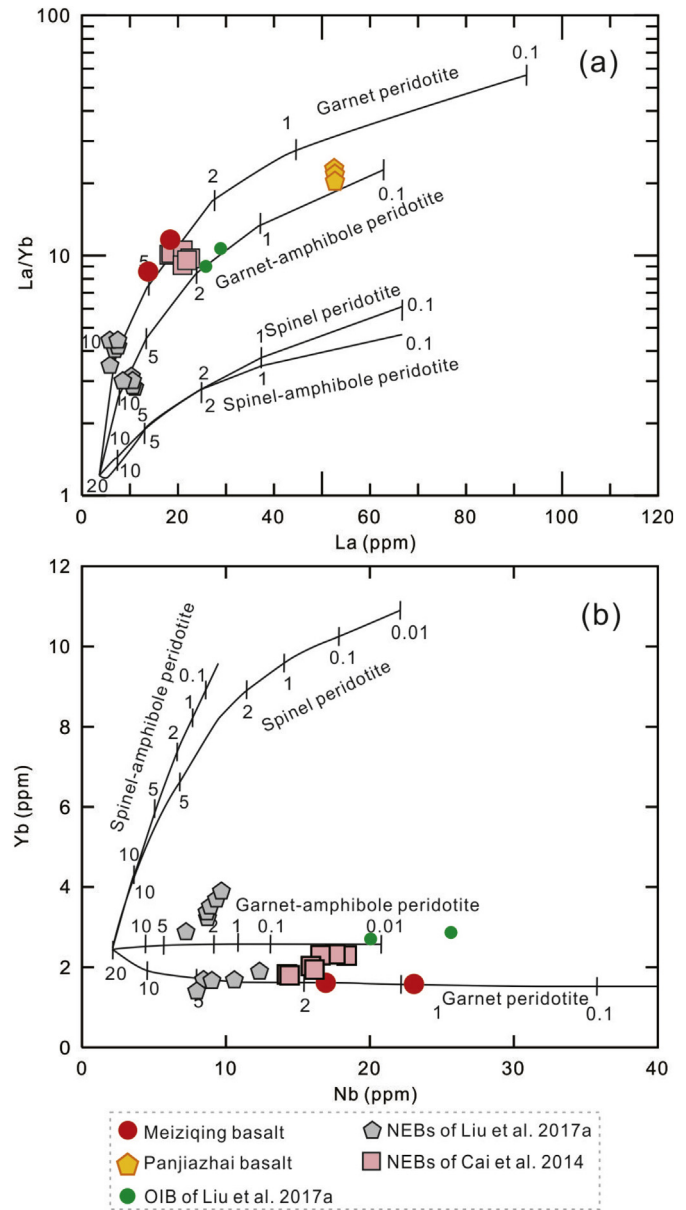 100
(a)
0.1
Garnet peridotite
1
2
0.1
La/Yb
10
5
1
Garnet-amphibole peridotite
2
Spinel peridotite
0.1
10
5
1
0.1
2
1
10
5
2
Spinel-amphibole peridotite
10
5
10
20
1
0 20 40 60 80 100 120
La (ppm)
12
(b)
0.01
10
0.1
Spinel-amphibole peridotite
0.1
1
1
2
Spinel peridotite
8
2
Yb (ppm)
5
5
6
10
4
10
Garnet-amphibole peridotite
10 5 2 1 0.1 0.01
2
20
10
5
2
1
Garnet peridotite
0.1
0
0 10 20 30 40
Nb (ppm)
Meiziqing basalt
NEBs of Liu et al. 2017a
Panjiazhai basalt
NEBs of Cai et al. 2014
OIB of Liu et al. 2017a